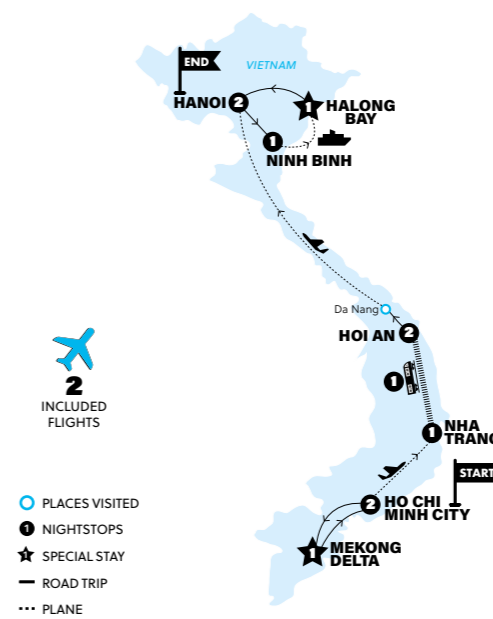 END
VIETNAM
HANOI
2
1
HALONG
BAY
1
NINH BINH
Da Nang
HOI AN
2
1
2
INCLUDED
FLIGHTS
1
NHA
TRANG
START
2
HO CHI
MINH CITY
1
MEKONG
DELTA
PLACES VISITED
1
NIGHTSTOPS
1
SPECIAL STAY
ROAD TRIP
PLANE